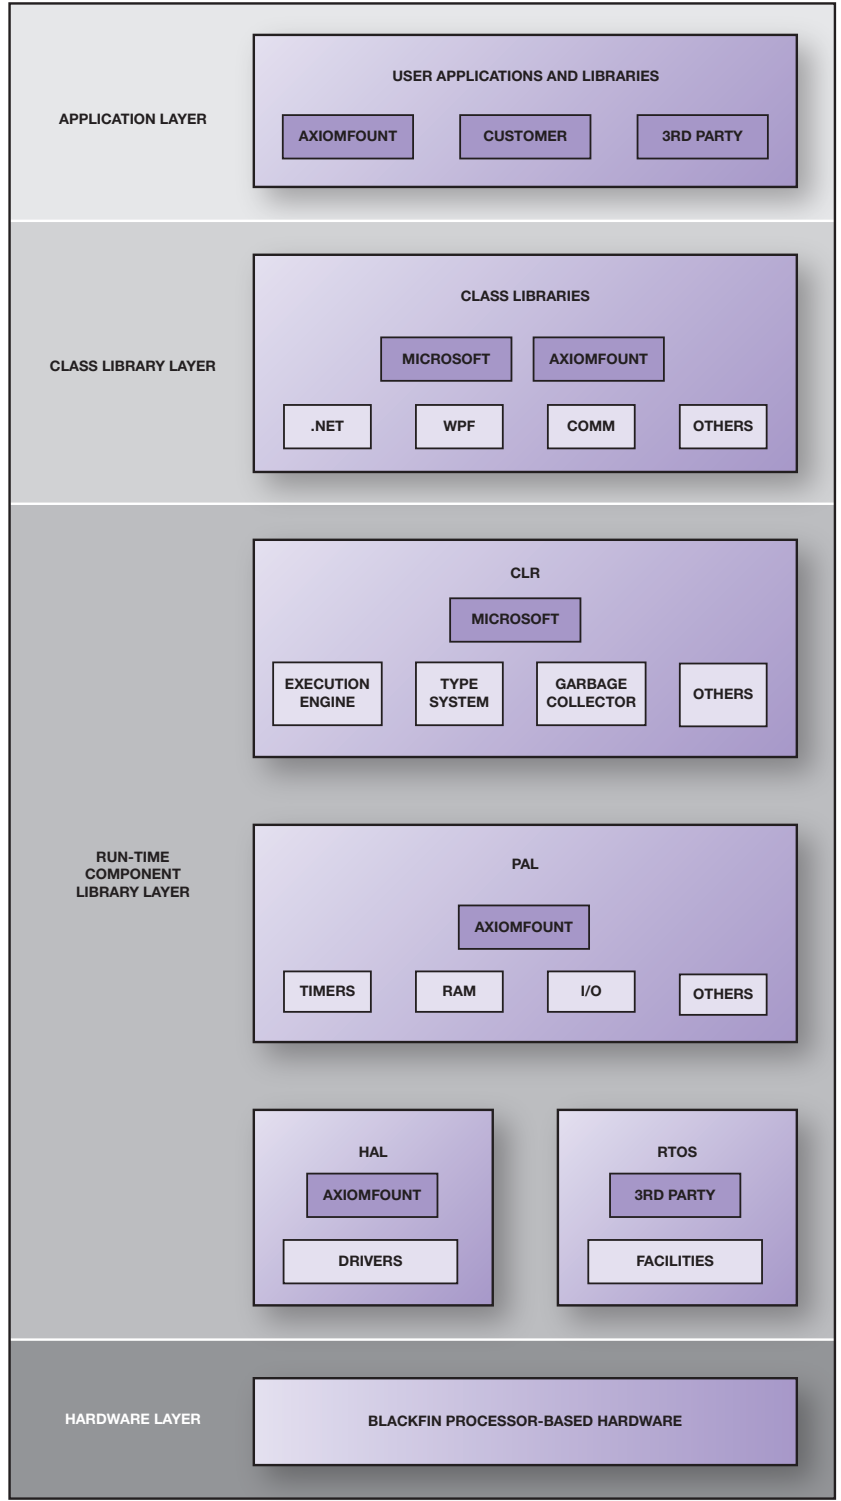 USER APPLICATIONS AND LIBRARIES
APPLICATION LAYER
AXIOMFOUNT
CUSTOMER
3RD PARTY
CLASS LIBRARIES
CLASS LIBRARY LAYER
MICROSOFT
AXIOMFOUNT
.NET
WPF
COMM
OTHERS
CLR
MICROSOFT
EXECUTION
ENGINE
TYPE
SYSTEM
GARBAGE
COLLECTOR
OTHERS
RUN-TIME
COMPONENT
LIBRARY LAYER
PAL
AXIOMFOUNT
TIMERS
RAM
I/O
OTHERS
HAL
AXIOMFOUNT
DRIVERS
RTOS
3RD PARTY
FACILITIES
HARDWARE LAYER
BLACKFIN PROCESSOR-BASED HARDWARE